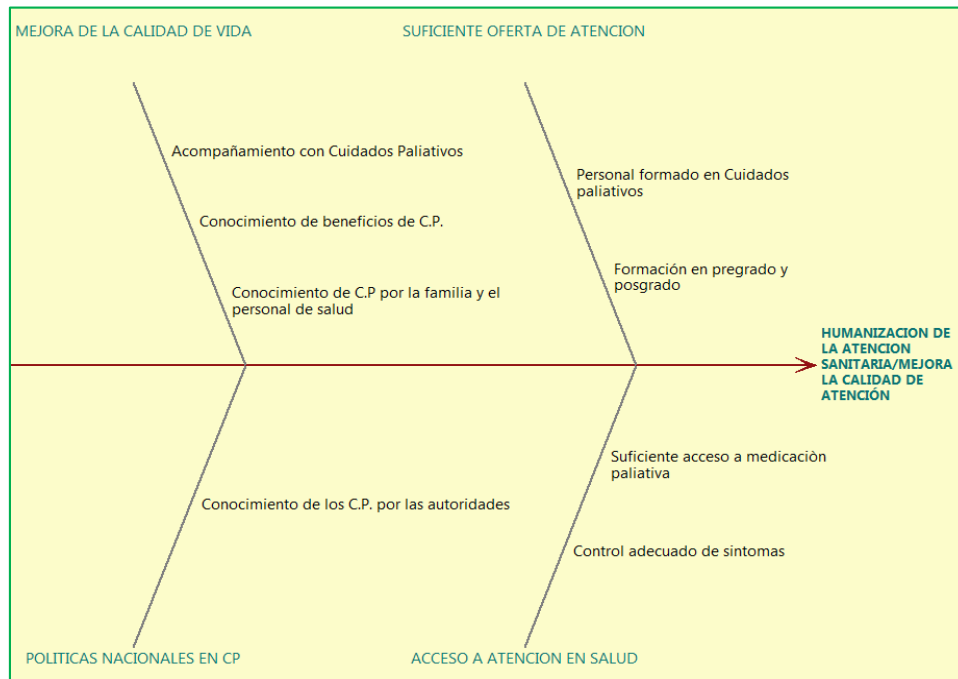 MEJORA DE LA CALIDAD DE VIDA
SUFICIENTE OFERTA DE ATENCION
Acompañamiento con Cuidados Paliativos
Conocimiento de beneficios de C.P.
Conocimiento de C.P por la familia y el
personal de salud
Personal formado en Cuidados
paliativos
Formación en pregrado y
posgrado
HUMANIZACION DE
LA ATENCION
SANITARIA/MEJORA
LA CALIDAD DE
ATENCIÓN
Conocimiento de los C.P. por las autoridades
Suficiente acceso a medicaciòn
paliativa
Control adecuado de sintomas
POLITICAS NACIONALES EN CP
ACCESO A ATENCION EN SALUD